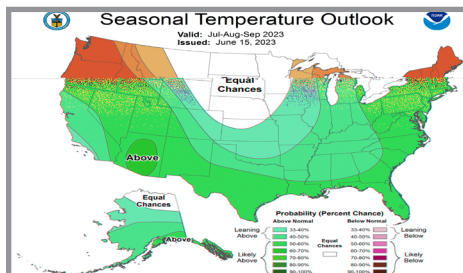 Seasonal Temperature Outlook
Valid: Jul-Aug-Sep 2023
Issued: June 15, 2023
Equal
Chances
Above
Equal
Chances
Above
Probability (Percent Chance)
Above Normal Below Normal
Leaning
Above
Likely
Above
33-40%
40-50%
50-60%
60-70%
70-80%
80-90%
90-100%
Equal
Chances
33-40%
40-50%
50-60%
60-70%
70-80%
80-90%
90-100%
Leaning
Below
Likely
Below